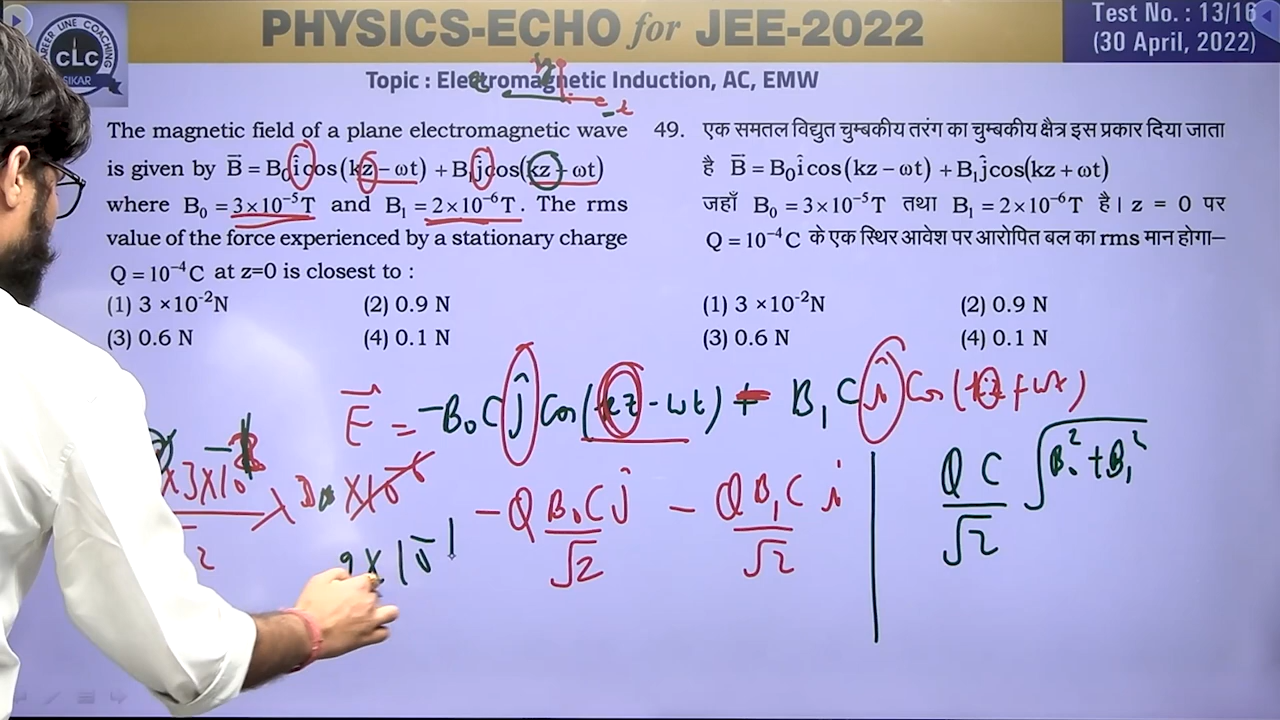 PHYSICS-ECHO for JEE-2022
Test No. : 13/16
(30 April, 2022)
CLC
SIKAR
Topic : Electromagnetic Induction, AC, EMW
The magnetic field of a plane electromagnetic wave
is given by B⃗ = B₀îcos(kz − ωt) + B₁ĵcos(kz + ωt)
where B₀ = 3×10⁻⁵T and B₁ = 2×10⁻⁶T. The rms
value of the force experienced by a stationary charge
Q = 10⁻⁴C at z=0 is closest to :
(1) 3 ×10⁻²N (2) 0.9 N
(3) 0.6 N (4) 0.1 N
49. एक समतल विद्युत चुम्बकीय तरंग का चुम्बकीय क्षैत्र इस प्रकार दिया जाता
है B⃗ = B₀îcos(kz − ωt) + B₁ĵcos(kz + ωt)
जहाँ B₀ = 3×10⁻⁵T तथा B₁ = 2×10⁻⁶T है। z = 0 पर
Q = 10⁻⁴C के एक स्थिर आवेश पर आरोपित बल का rms मान होगा–
(1) 3 ×10⁻²N (2) 0.9 N
(3) 0.6 N (4) 0.1 N
E⃗ = −B₀C ĵ Cos(kz − ωt) − B₁ C î Cos(kz + ωt)
− Q B₀C ĵ / √2 − Q B₁ C î / √2
QC / √2 √B₀² + B₁²